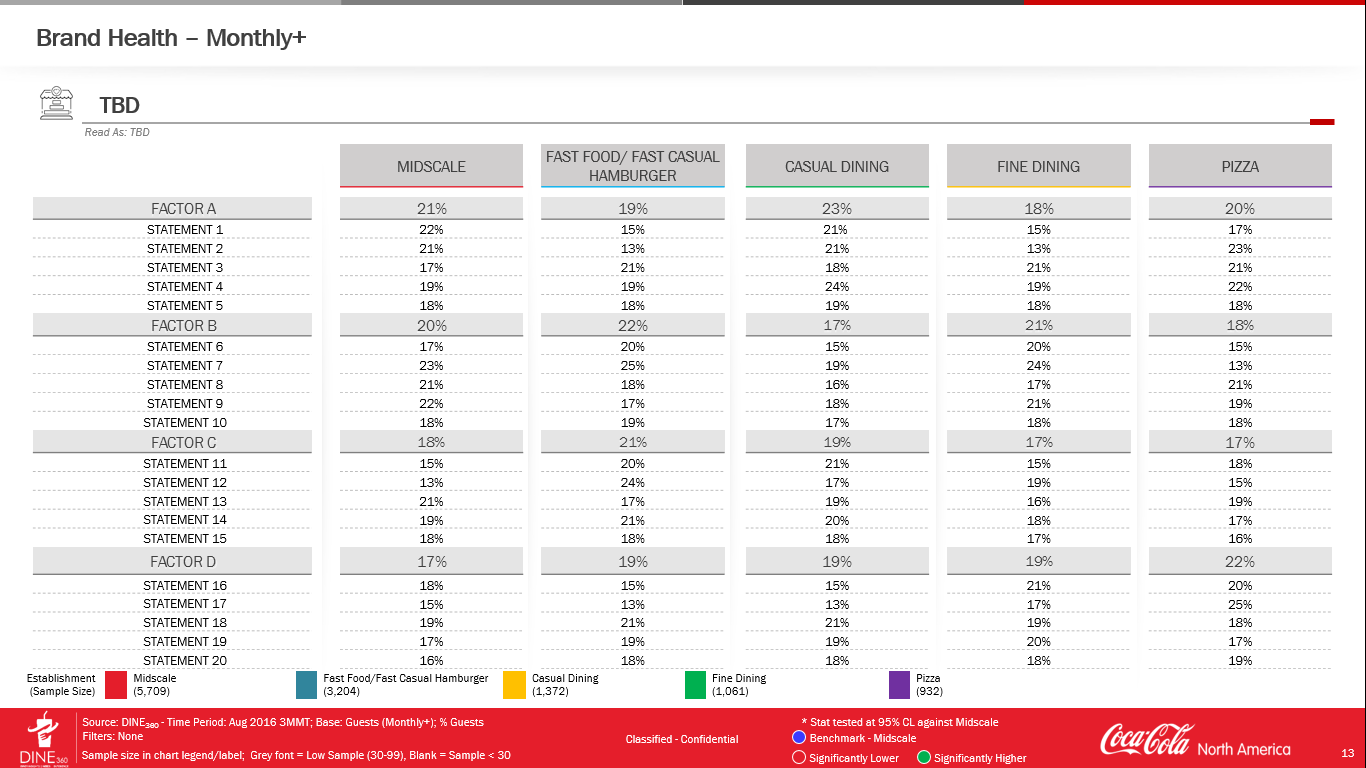 Brand Health – Monthly+
TBD
Read As: TBD
MIDSCALE
FAST FOOD/ FAST CASUAL
HAMBURGER
CASUAL DINING
FINE DINING
PIZZA
FACTOR A 21% 19% 23% 18% 20%
STATEMENT 1 22% 15% 21% 15% 17%
STATEMENT 2 21% 13% 21% 13% 23%
STATEMENT 3 17% 21% 18% 21% 21%
STATEMENT 4 19% 19% 24% 19% 22%
STATEMENT 5 18% 18% 19% 18% 18%
FACTOR B 20% 22% 17% 21% 18%
STATEMENT 6 17% 20% 15% 20% 15%
STATEMENT 7 23% 25% 19% 24% 13%
STATEMENT 8 21% 18% 16% 17% 21%
STATEMENT 9 22% 17% 18% 21% 19%
STATEMENT 10 18% 19% 17% 18% 18%
FACTOR C 18% 21% 19% 17% 17%
STATEMENT 11 15% 20% 21% 15% 18%
STATEMENT 12 13% 24% 17% 19% 15%
STATEMENT 13 21% 17% 19% 16% 19%
STATEMENT 14 19% 21% 20% 18% 17%
STATEMENT 15 18% 18% 18% 17% 16%
FACTOR D 17% 19% 19% 19% 22%
STATEMENT 16 18% 15% 15% 21% 20%
STATEMENT 17 15% 13% 13% 17% 25%
STATEMENT 18 19% 21% 21% 19% 18%
STATEMENT 19 17% 19% 19% 20% 17%
STATEMENT 20 16% 18% 18% 18% 19%
Establishment
(Sample Size)
Midscale
(5,709)
Fast Food/Fast Casual Hamburger
(3,204)
Casual Dining
(1,372)
Fine Dining
(1,061)
Pizza
(932)
DINE360
Source: DINE360 - Time Period: Aug 2016 3MMT; Base: Guests (Monthly+); % Guests
Filters: None
Sample size in chart legend/label; Grey font = Low Sample (30-99), Blank = Sample < 30
Classified - Confidential
* Stat tested at 95% CL against Midscale
Benchmark - Midscale
Significantly Lower
Significantly Higher
Coca-Cola North America
13